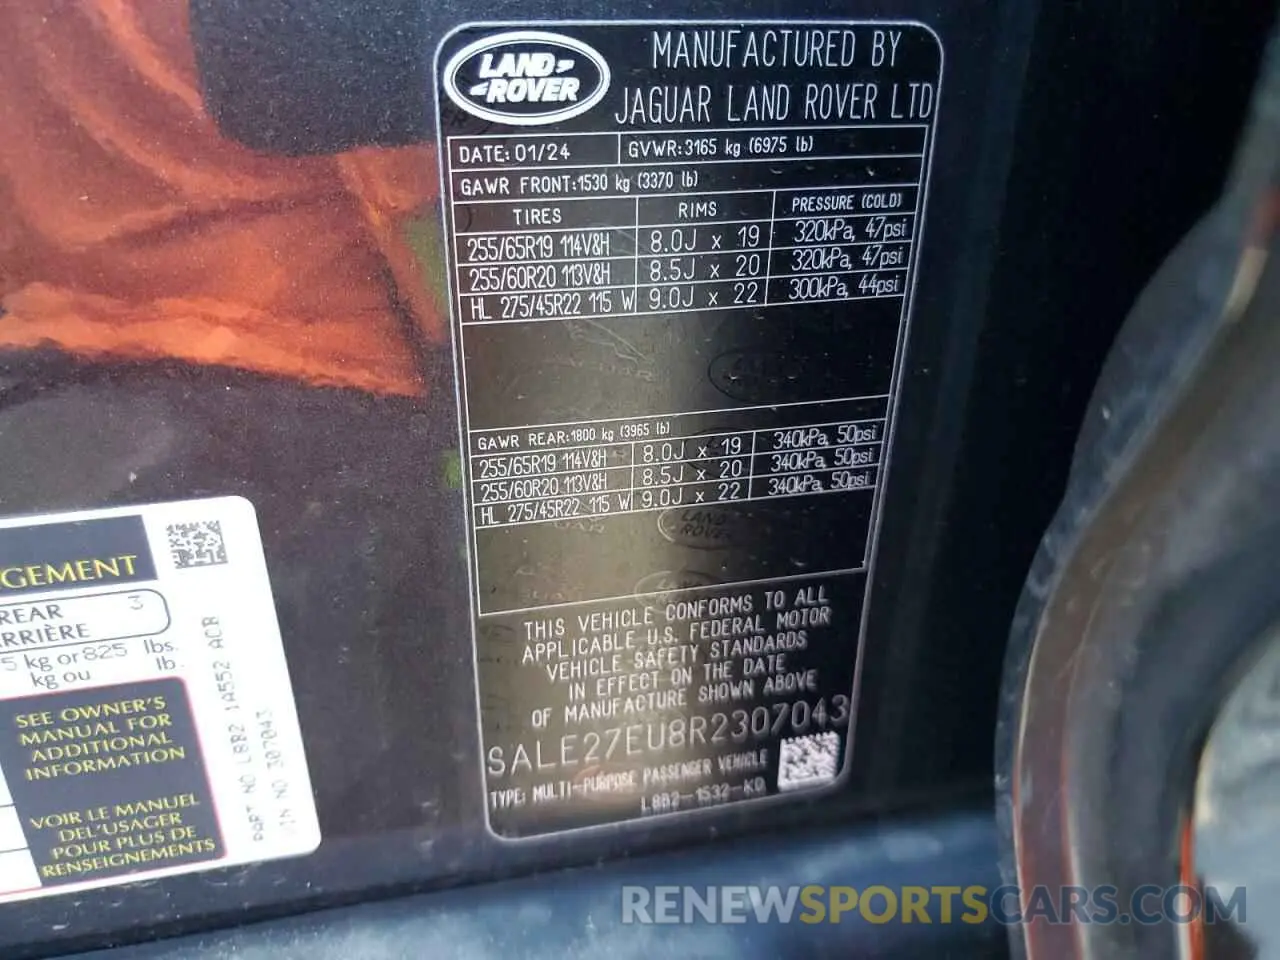 LAND
ROVER
MANUFACTURED BY
JAGUAR LAND ROVER LTD
DATE: 01/24
GVWR: 3165 kg (6975 lb)
GAWR FRONT: 1530 kg (3370 lb)
TIRES RIMS PRESSURE (COLD)
255/65R19 114V&H 8.0J x 19 320kPa, 47psi
255/60R20 113V&H 8.5J x 20 320kPa, 47psi
HL 275/45R22 115 W 9.0J x 22 300kPa, 44psi
GAWR REAR: 1800 kg (3965 lb)
255/65R19 114V&H 8.0J x 19 340kPa, 50psi
255/60R20 113V&H 8.5J x 20 340kPa, 50psi
HL 275/45R22 115 W 9.0J x 22 340kPa, 50psi
THIS VEHICLE CONFORMS TO ALL
APPLICABLE U.S. FEDERAL MOTOR
VEHICLE SAFETY STANDARDS
IN EFFECT ON THE DATE
OF MANUFACTURE SHOWN ABOVE
SALE27EU8R2307043
TYPE: MULTI-PURPOSE PASSENGER VEHICLE
L8B2-1532-KD
GEMENT
REAR 3
ERRIÈRE
5 kg or 825 lbs.
kg ou lb.
SEE OWNER'S
MANUAL FOR
ADDITIONAL
INFORMATION
VOIR LE MANUEL
DEL'USAGER
POUR PLUS DE
RENSEIGNEMENTS
PART NO L8B2 1A552 ACB
VIN NO 307043
RENEWSPORTSCARS.COM